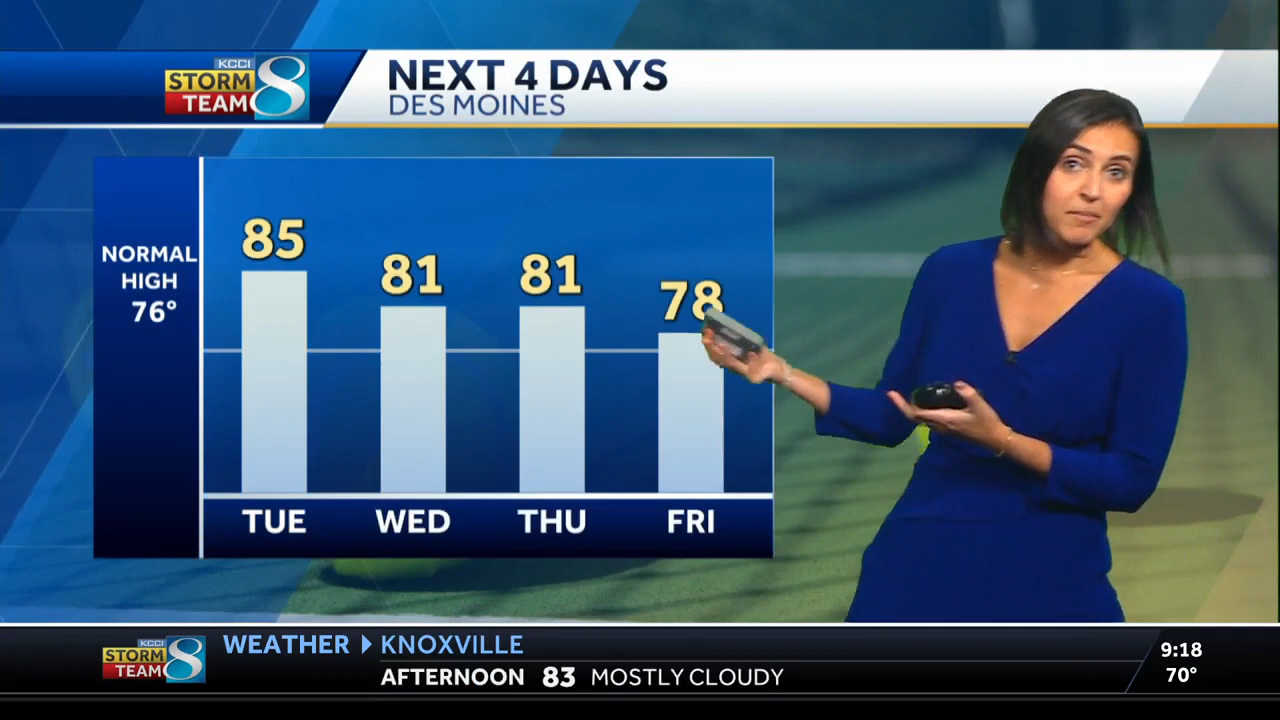 KCCI
STORM
TEAM 8
NEXT 4 DAYS
DES MOINES
NORMAL
HIGH
76°
85
81
81
78
TUE
WED
THU
FRI
KCCI
STORM
TEAM 8
WEATHER KNOXVILLE
AFTERNOON 83 MOSTLY CLOUDY
9:18
70°